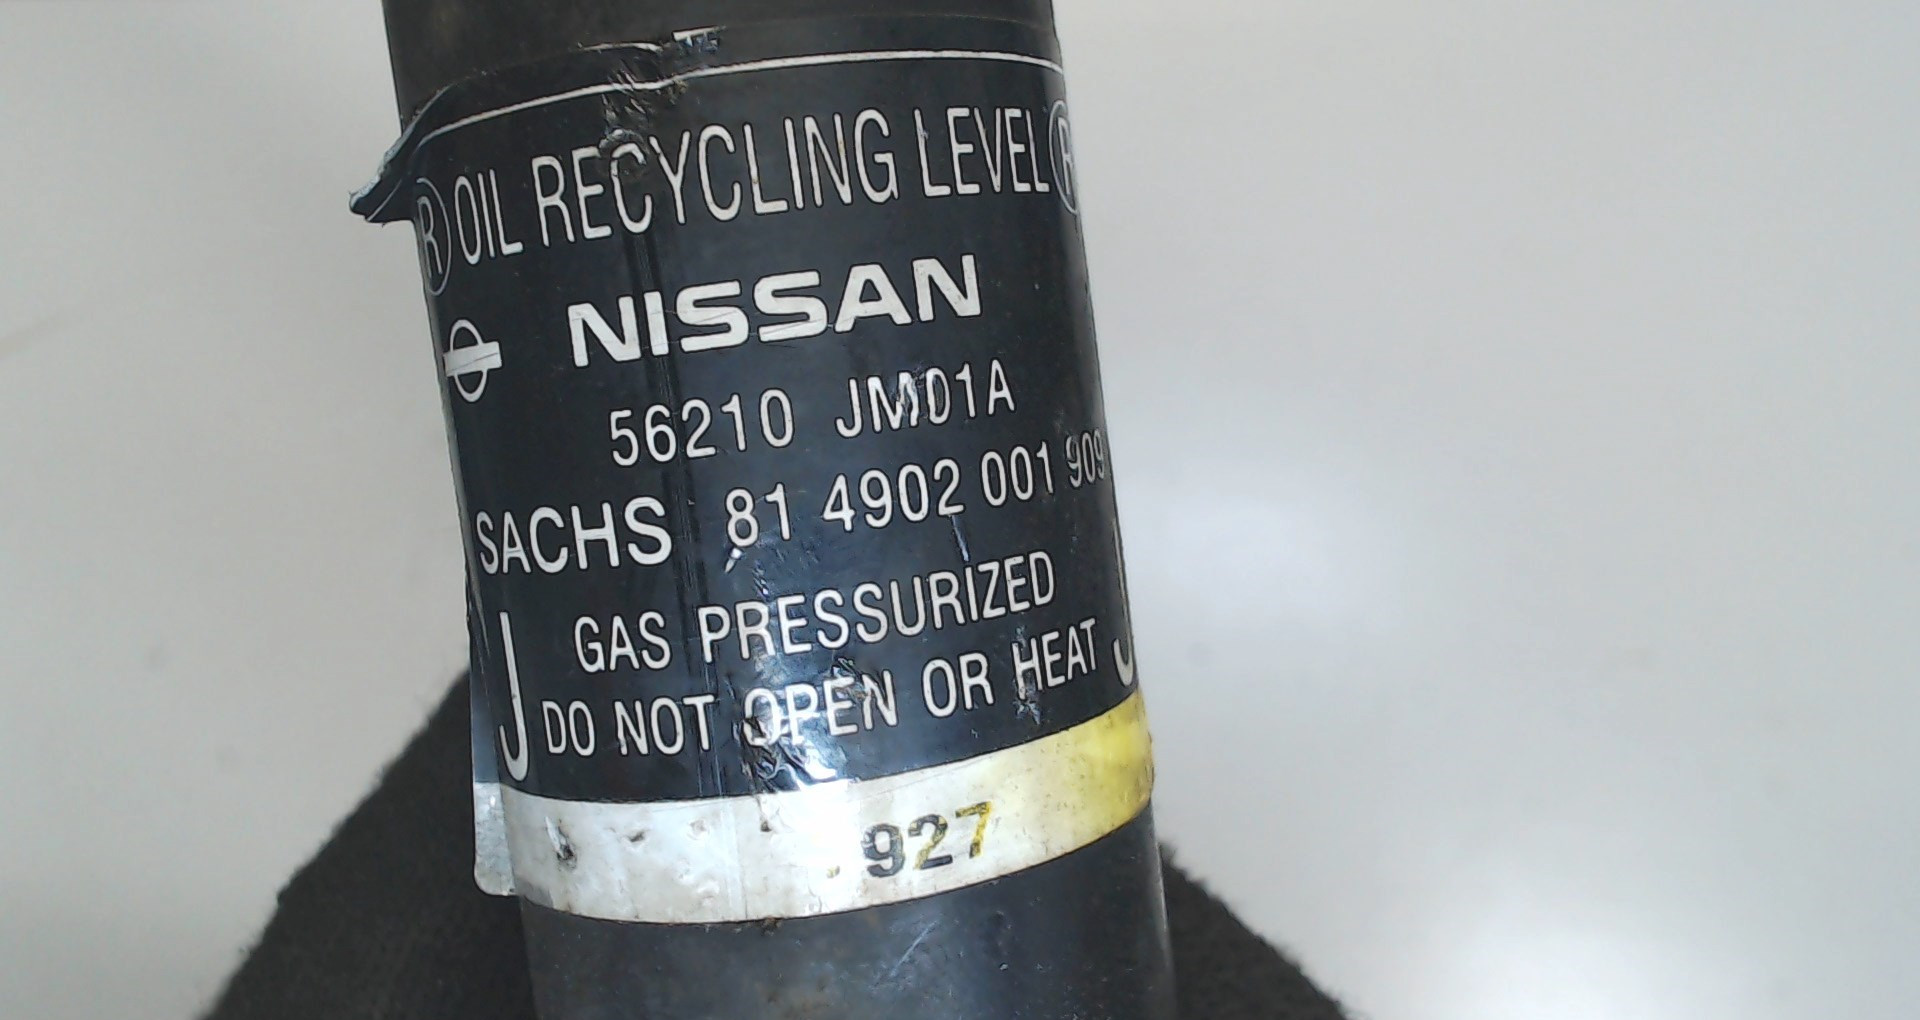 Ⓡ OIL RECYCLING LEVEL Ⓡ
NISSAN
56210 JM01A
SACHS 81 4902 001 909
J GAS PRESSURIZED J
DO NOT OPEN OR HEAT
927